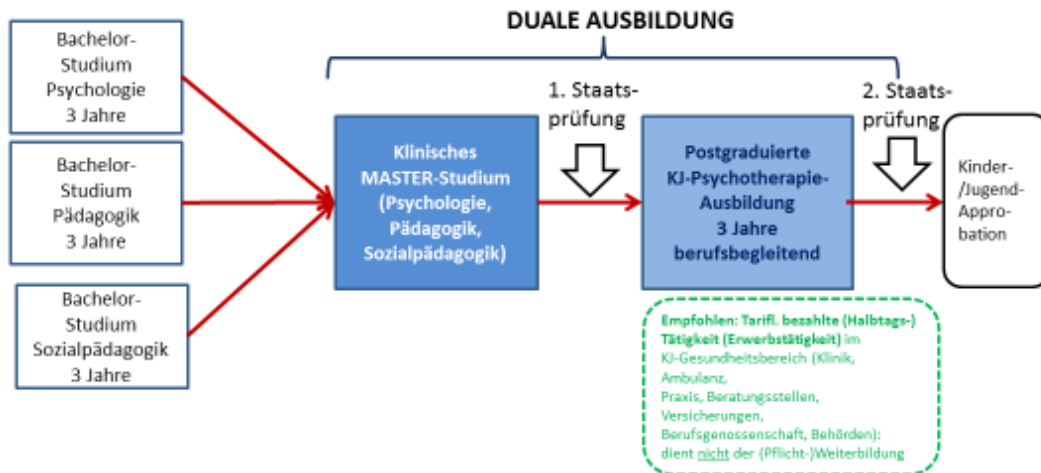 DUALE AUSBILDUNG
Bachelor-
Studium
Psychologie
3 Jahre
Bachelor-
Studium
Pädagogik
3 Jahre
Bachelor-
Studium
Sozialpädagogik
3 Jahre
Klinisches
MASTER-Studium
(Psychologie,
Pädagogik,
Sozialpädagogik)
1. Staats-
prüfung
Postgraduierte
KJ-Psychotherapie-
Ausbildung
3 Jahre
berufsbegleitend
2. Staats-
prüfung
Kinder-
/Jugend-
Appro-
bation
Empfohlen: Tarifl. bezahlte (Halbtags-)
Tätigkeit (Erwerbstätigkeit) im
KJ-Gesundheitsbereich (Klinik,
Ambulanz,
Praxis, Beratungsstellen,
Versicherungen,
Berufsgenossenschaft, Behörden):
dient nicht der (Pflicht-)Weiterbildung